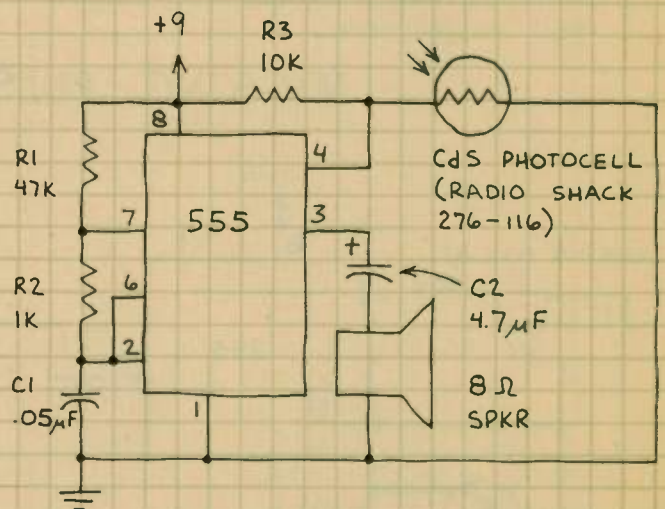 +9
R3
10K
8
R1
47K
4
CdS PHOTOCELL
(RADIO SHACK
276-116)
555
7
3
+
R2
1K
6
C2
4.7µF
2
C1
.05µF
1
8Ω
SPKR